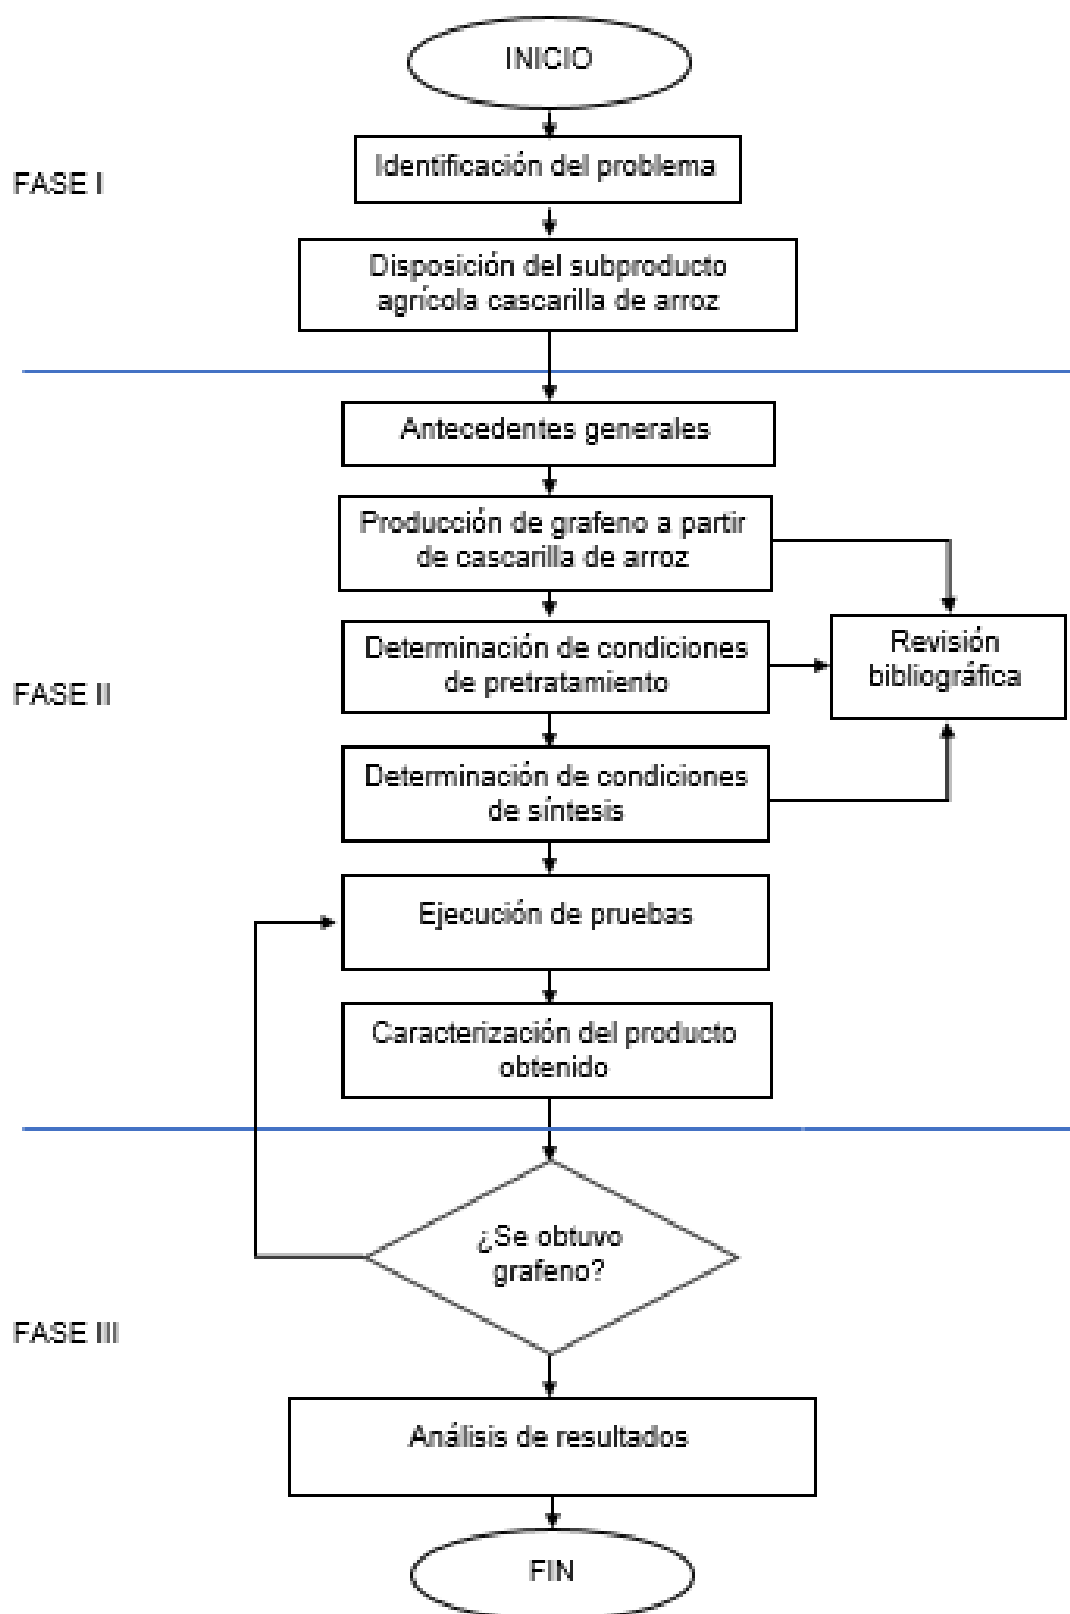 INICIO
FASE I
Identificación del problema
Disposición del subproducto
agrícola cascarilla de arroz
Antecedentes generales
Producción de grafeno a partir
de cascarilla de arroz
FASE II
Determinación de condiciones
de pretratamiento
Revisión
bibliográfica
Determinación de condiciones
de síntesis
Ejecución de pruebas
Caracterización del producto
obtenido
FASE III
¿Se obtuvo
grafeno?
Análisis de resultados
FIN